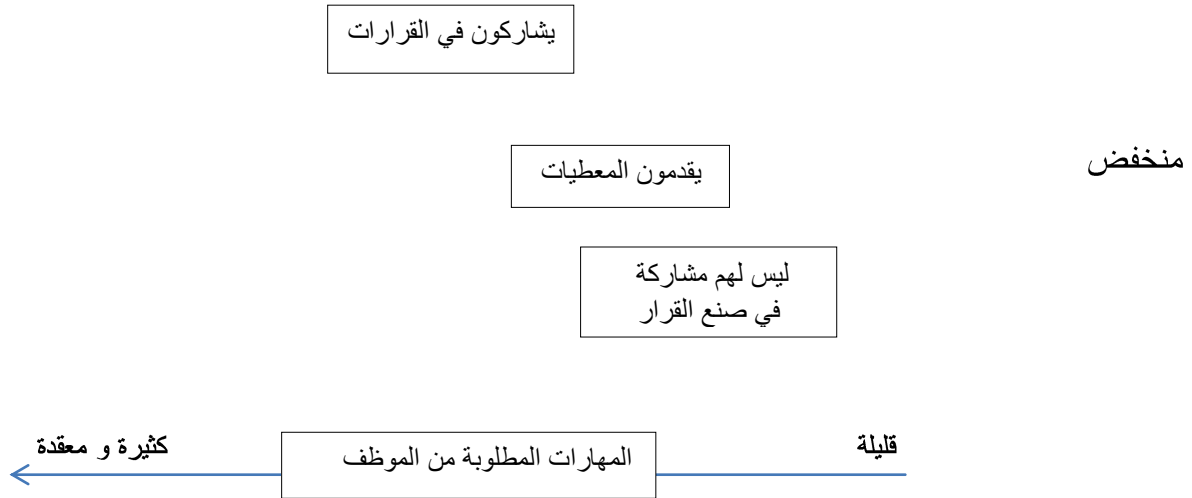 يشاركون في القرارات
منخفض
يقدمون المعطيات
ليس لهم مشاركة
في صنع القرار
قليلة
المهارات المطلوبة من الموظف
كثيرة و معقدة